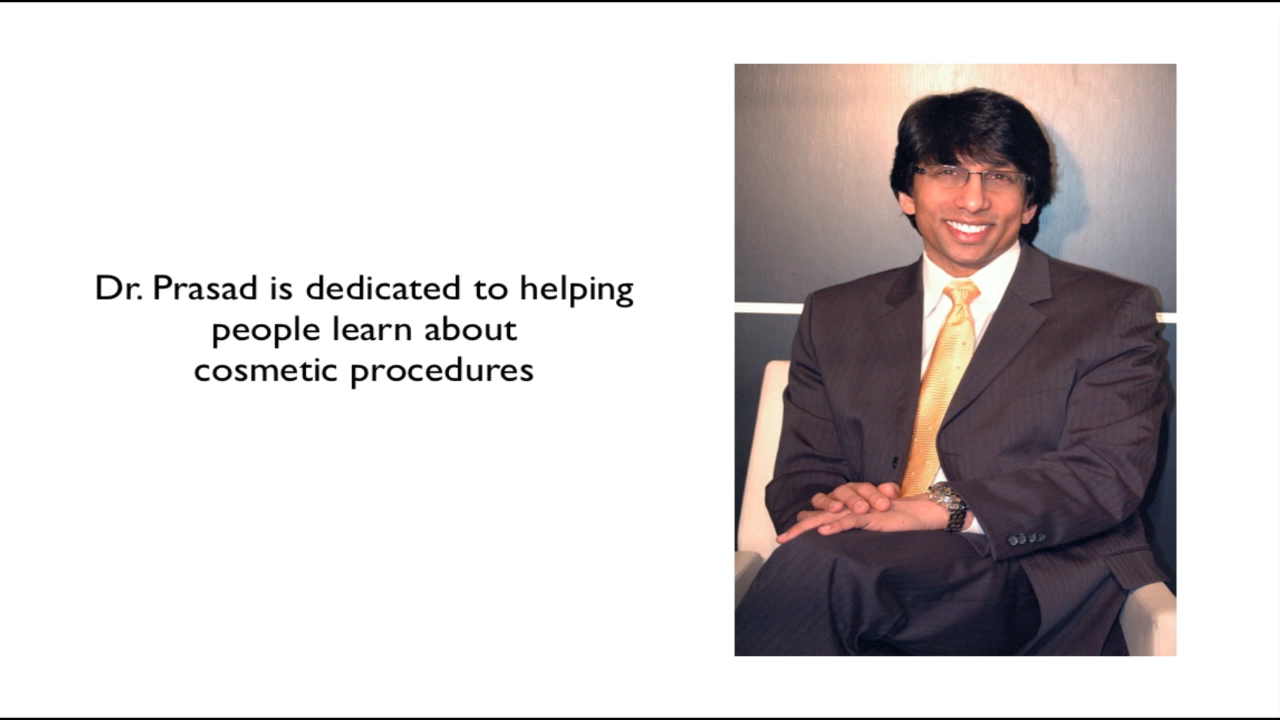 Dr. Prasad is dedicated to helping
people learn about
cosmetic procedures